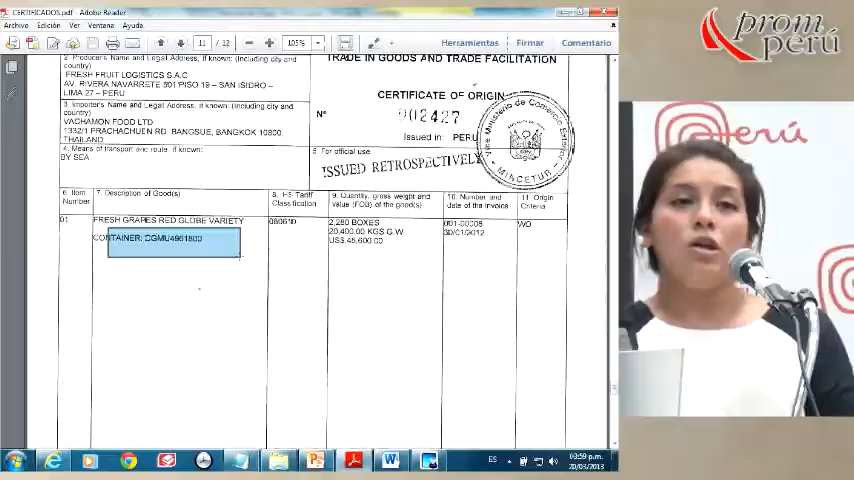 CERTIFICADOS.pdf - Adobe Reader
Archivo Edición Ver Ventana Ayuda
11 / 12
105%
Herramientas Firmar Comentario
2. Producer's Name and Legal Address, if known: (Including city and
country)
FRESH FRUIT LOGISTICS S.A.C
AV. RIVERA NAVARRETE 501 PISO 19 – SAN ISIDRO –
LIMA 27 – PERU
3. Importer's Name and Legal Address, if known: (Including city and
country)
VACHAMON FOOD LTD
1332/1 PRACHACHUEN RD, BANGSUE, BANGKOK 10800,
THAILAND
4. Means of transport and route if known:
BY SEA
TRADE IN GOODS AND TRADE FACILITATION
CERTIFICATE OF ORIGIN
Nº 002427
Issued in: PERU
5. For official use.
ISSUED RETROSPECTIVELY
Vice Ministerio de Comercio Exterior
MINCETUR
6. Item
Number
7. Description of Good(s)
8. HS Tariff
Classification
9. Quantity, gross weight and
value (FOB) of the good(s)
10. Number and
date of the invoice
11 Origin
Criteria
01
FRESH GRAPES RED GLOBE VARIETY
CONTAINER: CGMU4961800
080610
2,280 BOXES
20,400.00 KGS G.W
US$ 45,600.00
001-00008
30/01/2012
WO
ES
03:59 p.m.
20/03/2013
prom
perú
Perú